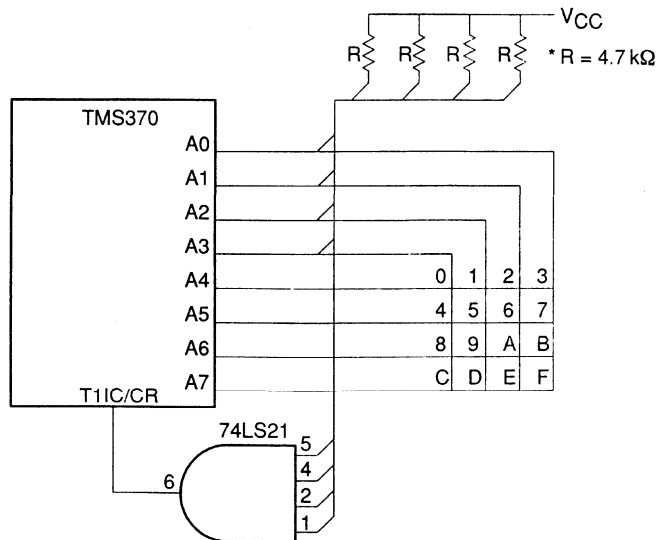 VCC
R R R R * R = 4.7 kΩ
TMS370
A0
A1
A2
A3
A4 0 1 2 3
A5 4 5 6 7
A6 8 9 A B
A7 C D E F
T1IC/CR
74LS21
5
4
6
2
1